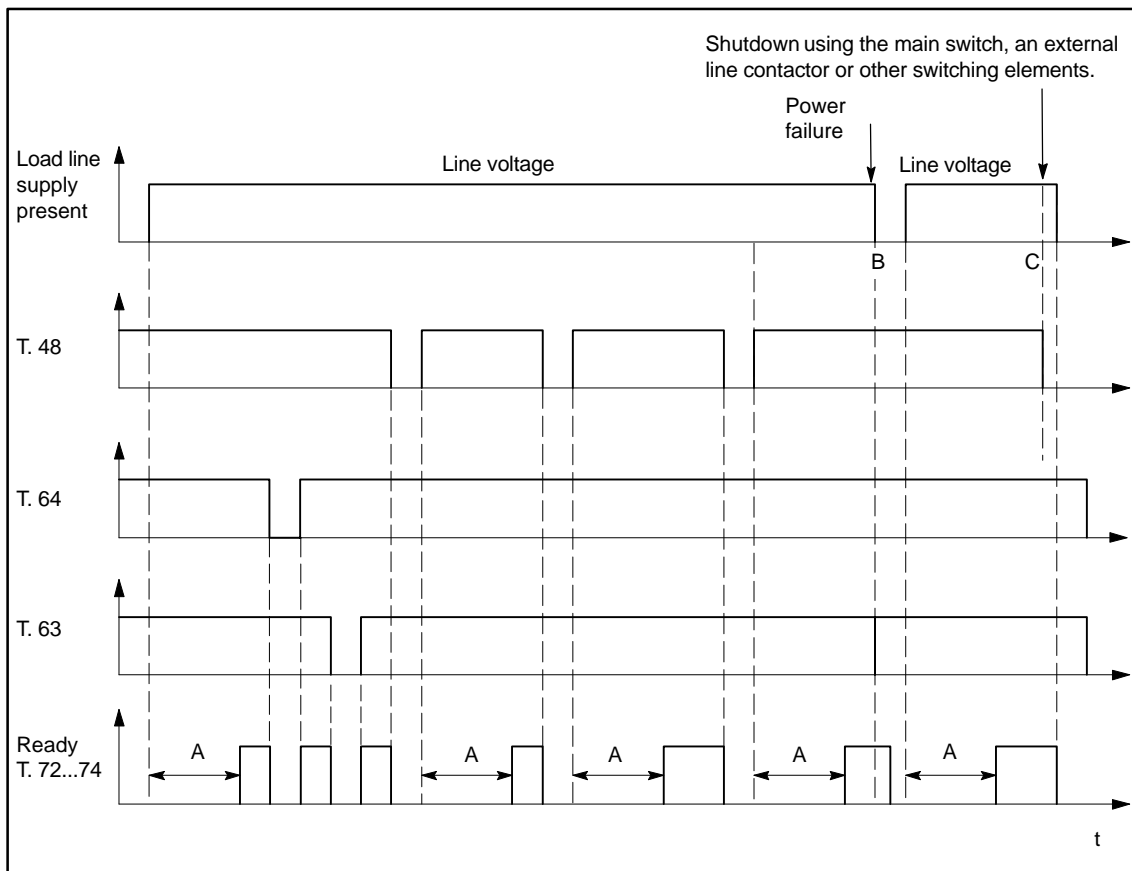 Shutdown using the main switch, an external
line contactor or other switching elements.
Power
failure
Load line
supply
present
Line voltage
Line voltage
B
C
T. 48
T. 64
T. 63
Ready
T. 72...74
A
A
A
A
A
t